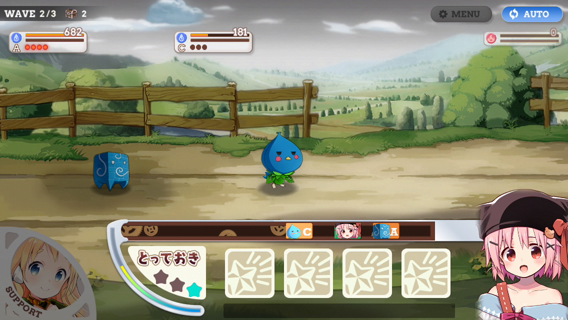 WAVE 2/3 2
MENU
AUTO
682
A
181
C
0
C
A
とっておき
SUPPORT